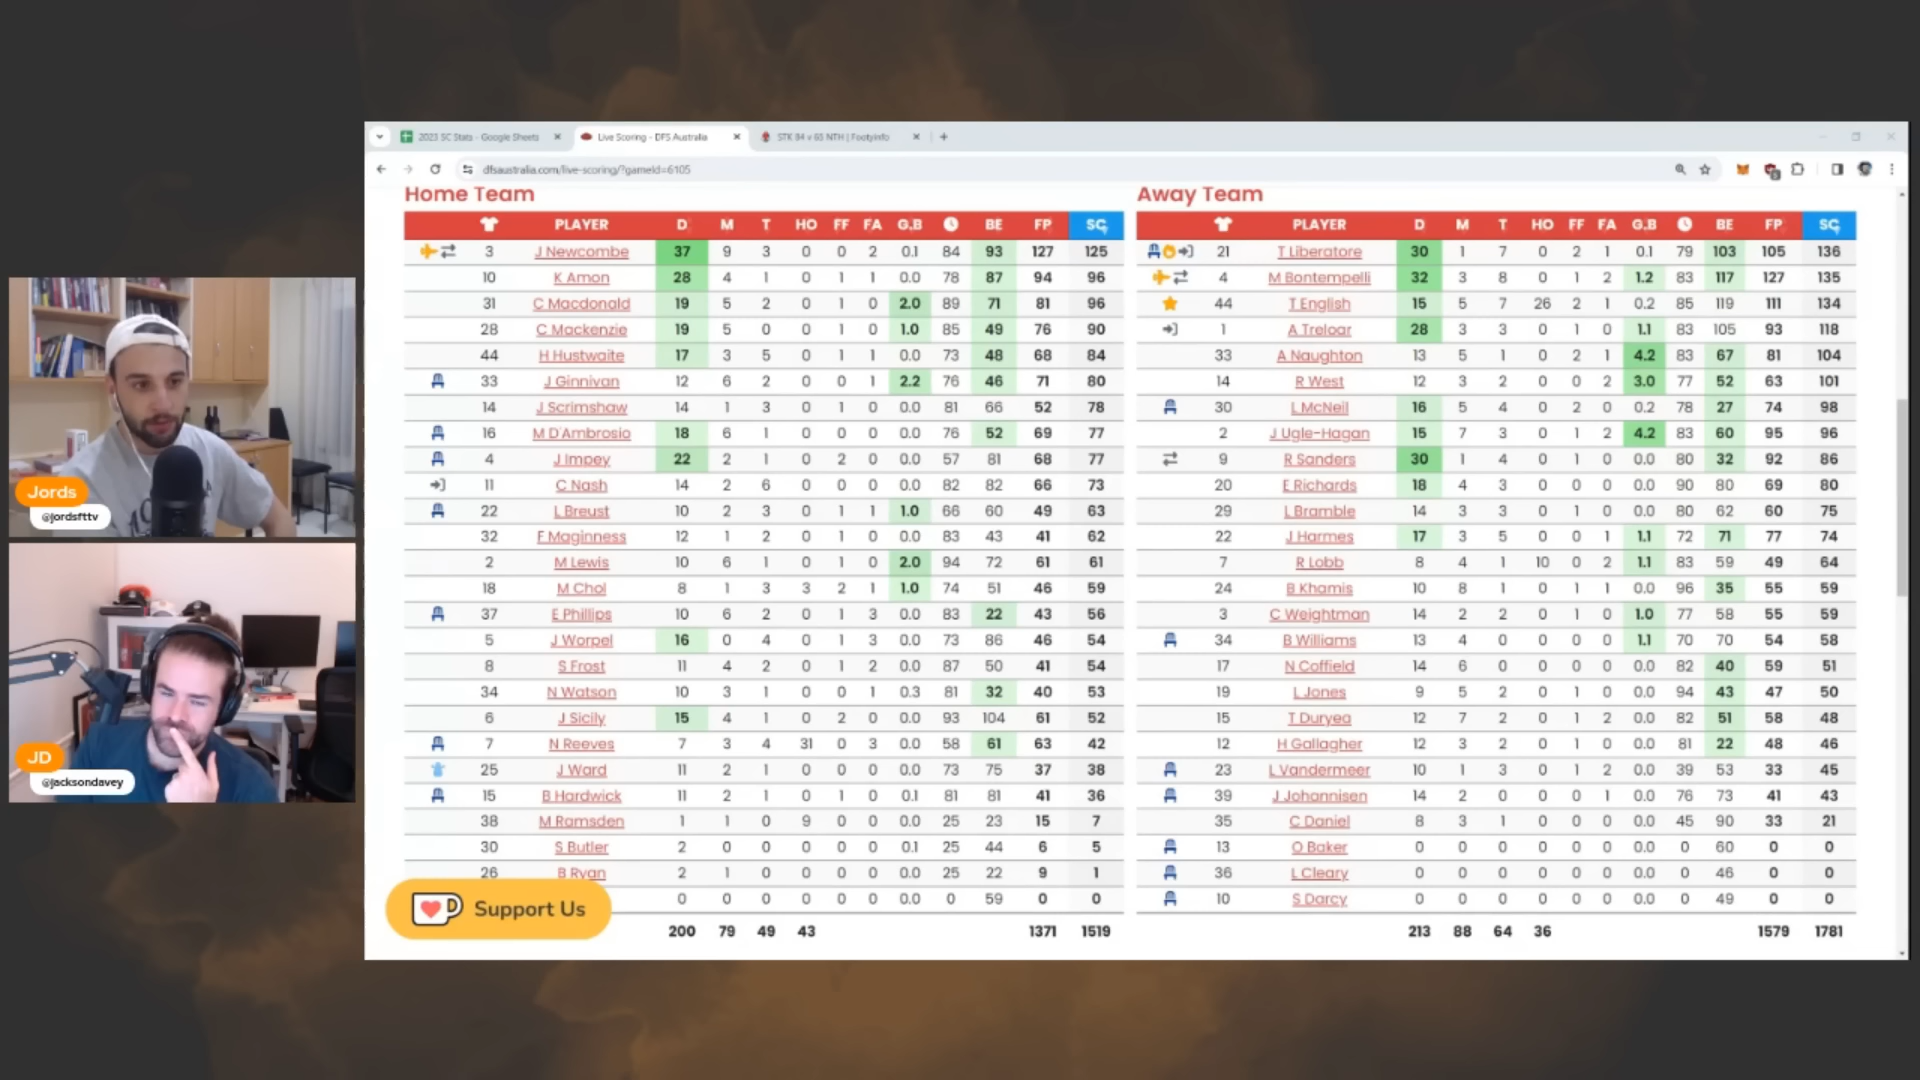 2023 SC Stats - Google Sheets
Live Scoring - DFS Australia
STK 84 v 65 NTH | FootyInfo
dfsaustralia.com/live-scoring/?gameId=6105
Home Team
PLAYER D M T HO FF FA G.B BE FP SC
3 J Newcombe 37 9 3 0 0 2 0.1 84 93 127 125
10 K Amon 28 4 1 0 1 1 0.0 78 87 94 96
31 C Macdonald 19 5 2 0 1 0 2.0 89 71 81 96
28 C Mackenzie 19 5 0 0 1 0 1.0 85 49 76 90
44 H Hustwaite 17 3 5 0 1 1 0.0 73 48 68 84
33 J Ginnivan 12 6 2 0 0 1 2.2 76 46 71 80
14 J Scrimshaw 14 1 3 0 1 0 0.0 81 66 52 78
16 M D'Ambrosio 18 6 1 0 0 0 0.0 76 52 69 77
4 J Impey 22 2 1 0 2 0 0.0 57 81 68 77
11 C Nash 14 2 6 0 0 0 0.0 82 82 66 73
22 L Breust 10 2 3 0 1 1 1.0 66 60 49 63
32 F Maginness 12 1 2 0 1 0 0.0 83 43 41 62
2 M Lewis 10 6 1 0 1 0 2.0 94 72 61 61
18 M Chol 8 1 3 3 2 1 1.0 74 51 46 59
37 E Phillips 10 6 2 0 1 3 0.0 83 22 43 56
5 J Worpel 16 0 4 0 1 3 0.0 73 86 46 54
8 S Frost 11 4 2 0 1 2 0.0 87 50 41 54
34 N Watson 10 3 1 0 0 1 0.3 81 32 40 53
6 J Sicily 15 4 1 0 2 0 0.0 93 104 61 52
7 N Reeves 7 3 4 31 0 3 0.0 58 61 63 42
25 J Ward 11 2 1 0 0 0 0.0 73 75 37 38
15 B Hardwick 11 2 1 0 1 0 0.1 81 81 41 36
38 M Ramsden 1 1 0 9 0 0 0.0 25 23 15 7
30 S Butler 2 0 0 0 0 0 0.1 25 44 6 5
26 B Ryan 2 1 0 0 0 0 0.0 25 22 9 1
0 0 0 0 0 0 0.0 0 59 0 0
200 79 49 43 1371 1519
Away Team
PLAYER D M T HO FF FA G.B BE FP SC
21 T Liberatore 30 1 7 0 2 1 0.1 79 103 105 136
4 M Bontempelli 32 3 8 0 1 2 1.2 83 117 127 135
44 T English 15 5 7 26 2 1 0.2 85 119 111 134
1 A Treloar 28 3 3 0 1 0 1.1 83 105 93 118
33 A Naughton 13 5 1 0 2 1 4.2 83 67 81 104
14 R West 12 3 2 0 0 2 3.0 77 52 63 101
30 L McNeil 16 5 4 0 2 0 0.2 78 27 74 98
2 J Ugle-Hagan 15 7 3 0 1 2 4.2 83 60 95 96
9 R Sanders 30 1 4 0 1 0 0.0 80 32 92 86
20 E Richards 18 4 3 0 0 0 0.0 90 80 69 80
29 L Bramble 14 3 3 0 1 0 0.0 80 62 60 75
22 J Harmes 17 3 5 0 0 1 1.1 72 71 77 74
7 R Lobb 8 4 1 10 0 2 1.1 83 59 49 64
24 B Khamis 10 8 1 0 1 1 0.0 96 35 55 59
3 C Weightman 14 2 2 0 1 0 1.0 77 58 55 59
34 B Williams 13 4 0 0 0 0 1.1 70 70 54 58
17 N Coffield 14 6 0 0 0 0 0.0 82 40 59 51
19 L Jones 9 5 2 0 1 0 0.0 94 43 47 50
15 T Duryea 12 7 2 0 1 2 0.0 82 51 58 48
12 H Gallagher 12 3 2 0 1 0 0.0 81 22 48 46
23 L Vandermeer 10 1 3 0 1 2 0.0 39 53 33 45
39 J Johannisen 14 2 0 0 0 1 0.0 76 73 41 43
35 C Daniel 8 3 1 0 0 0 0.0 45 90 33 21
13 O Baker 0 0 0 0 0 0 0.0 0 60 0 0
36 L Cleary 0 0 0 0 0 0 0.0 0 46 0 0
10 S Darcy 0 0 0 0 0 0 0.0 0 49 0 0
213 88 64 36 1579 1781
Support Us
Jords
@jordsfttv
JD
@jacksondavey